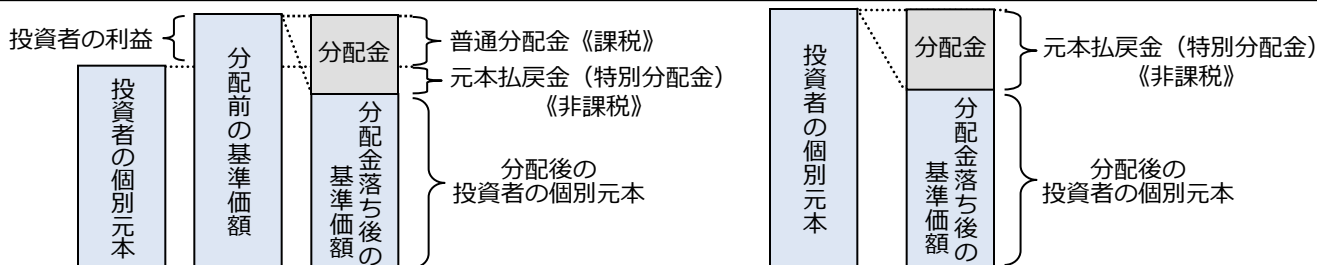 投資者の利益
投資者の個別元本
分配前の基準価額
分配金
分配金落ち後の
基準価額
普通分配金《課税》
元本払戻金（特別分配金）
《非課税》
分配後の
投資者の個別元本
投資者の個別元本
分配金
分配金落ち後の
基準価額
元本払戻金（特別分配金）
《非課税》
分配後の
投資者の個別元本